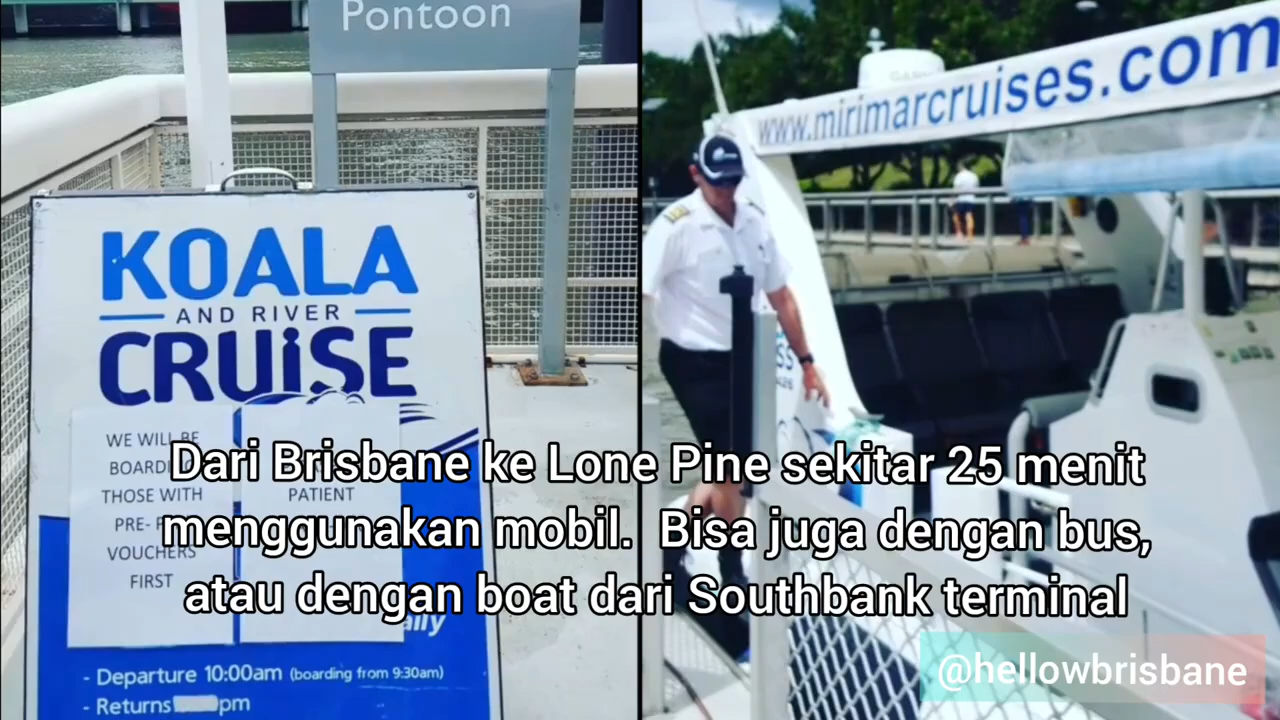 Pontoon
KOALA
AND RIVER
CRUiSE
WE WILL BE
THOSE WITH
PRE-
VOUCHERS
FIRST
PATIENT
- Departure 10:00am (boarding from 9:30am)
- Returns pm
www.mirimarcruises.com
Dari Brisbane ke Lone Pine sekitar 25 menit
menggunakan mobil. Bisa juga dengan bus,
atau dengan boat dari Southbank terminal
@hellowbrisbane